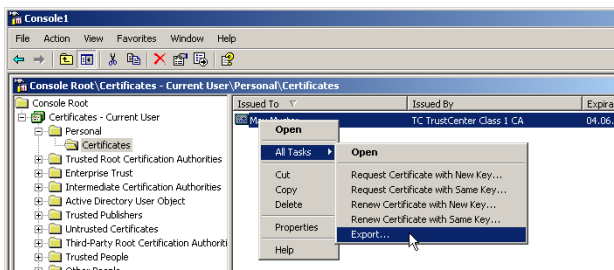 Console1
File Action View Favorites Window Help
Console Root\Certificates - Current User\Personal\Certificates
Console Root
Certificates - Current User
Personal
Certificates
Trusted Root Certification Authorities
Enterprise Trust
Intermediate Certification Authorities
Active Directory User Object
Trusted Publishers
Untrusted Certificates
Third-Party Root Certification Authoriti
Trusted People
Other People
Issued To Issued By Expira
TC TrustCenter Class 1 CA 04.06.
Open
All Tasks
Cut
Copy
Delete
Properties
Help
Open
Request Certificate with New Key...
Request Certificate with Same Key...
Renew Certificate with New Key...
Renew Certificate with Same Key...
Export...